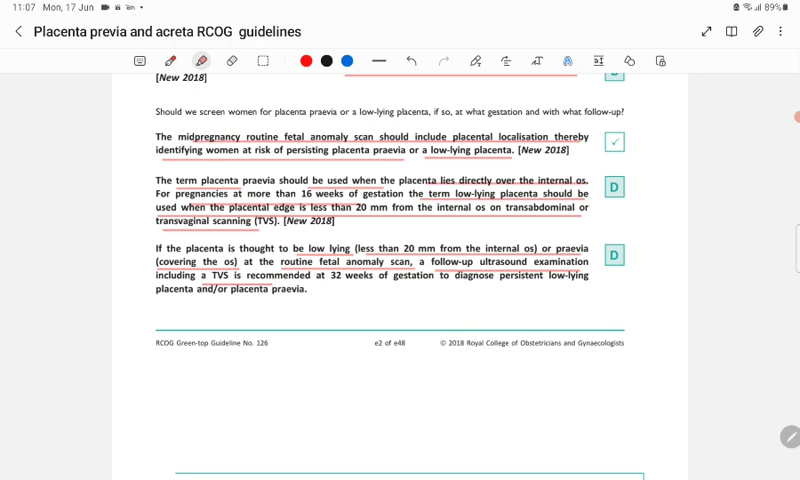 11:07 Mon, 17 Jun
89%
Placenta previa and acreta RCOG guidelines
[New 2018]
Should we screen women for placenta praevia or a low-lying placenta, if so, at what gestation and with what follow-up?
The midpregnancy routine fetal anomaly scan should include placental localisation thereby
identifying women at risk of persisting placenta praevia or a low-lying placenta. [New 2018]
✓
The term placenta praevia should be used when the placenta lies directly over the internal os.
For pregnancies at more than 16 weeks of gestation the term low-lying placenta should be
used when the placental edge is less than 20 mm from the internal os on transabdominal or
transvaginal scanning (TVS). [New 2018]
D
If the placenta is thought to be low lying (less than 20 mm from the internal os) or praevia
(covering the os) at the routine fetal anomaly scan, a follow-up ultrasound examination
including a TVS is recommended at 32 weeks of gestation to diagnose persistent low-lying
placenta and/or placenta praevia.
D
RCOG Green-top Guideline No. 126
e2 of e48
© 2018 Royal College of Obstetricians and Gynaecologists